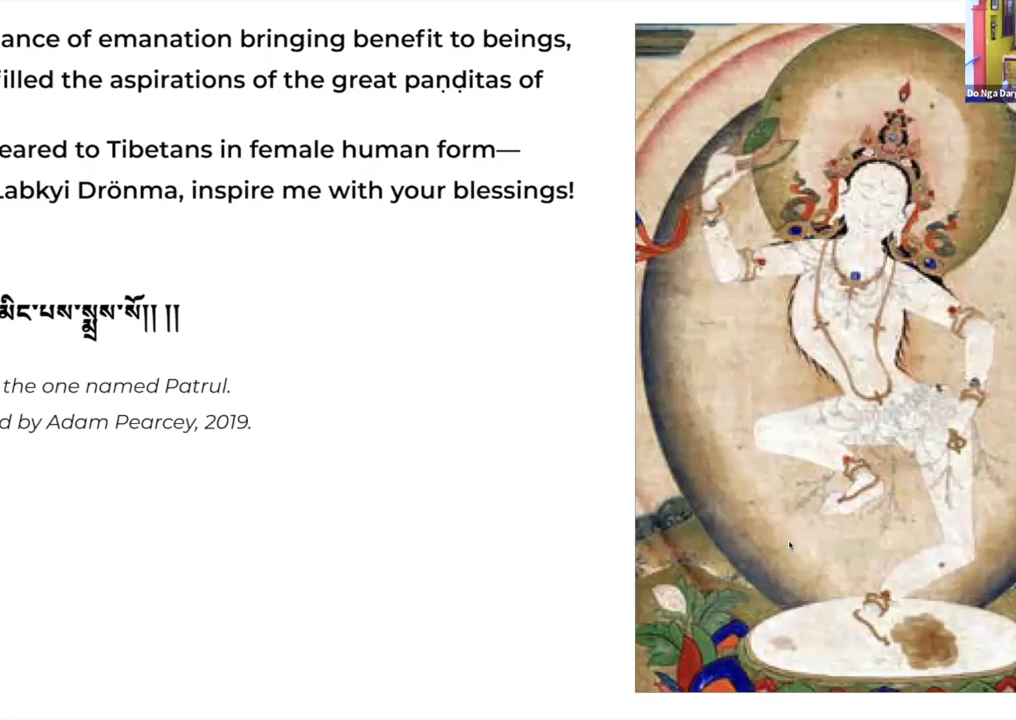 ance of emanation bringing benefit to beings,
filled the aspirations of the great paṇḍitas of
eared to Tibetans in female human form—
Labkyi Drönma, inspire me with your blessings!
མིང་པས་སྨྲས་སོ།། །།
the one named Patrul.
d by Adam Pearcey, 2019.
Do Nga Darg